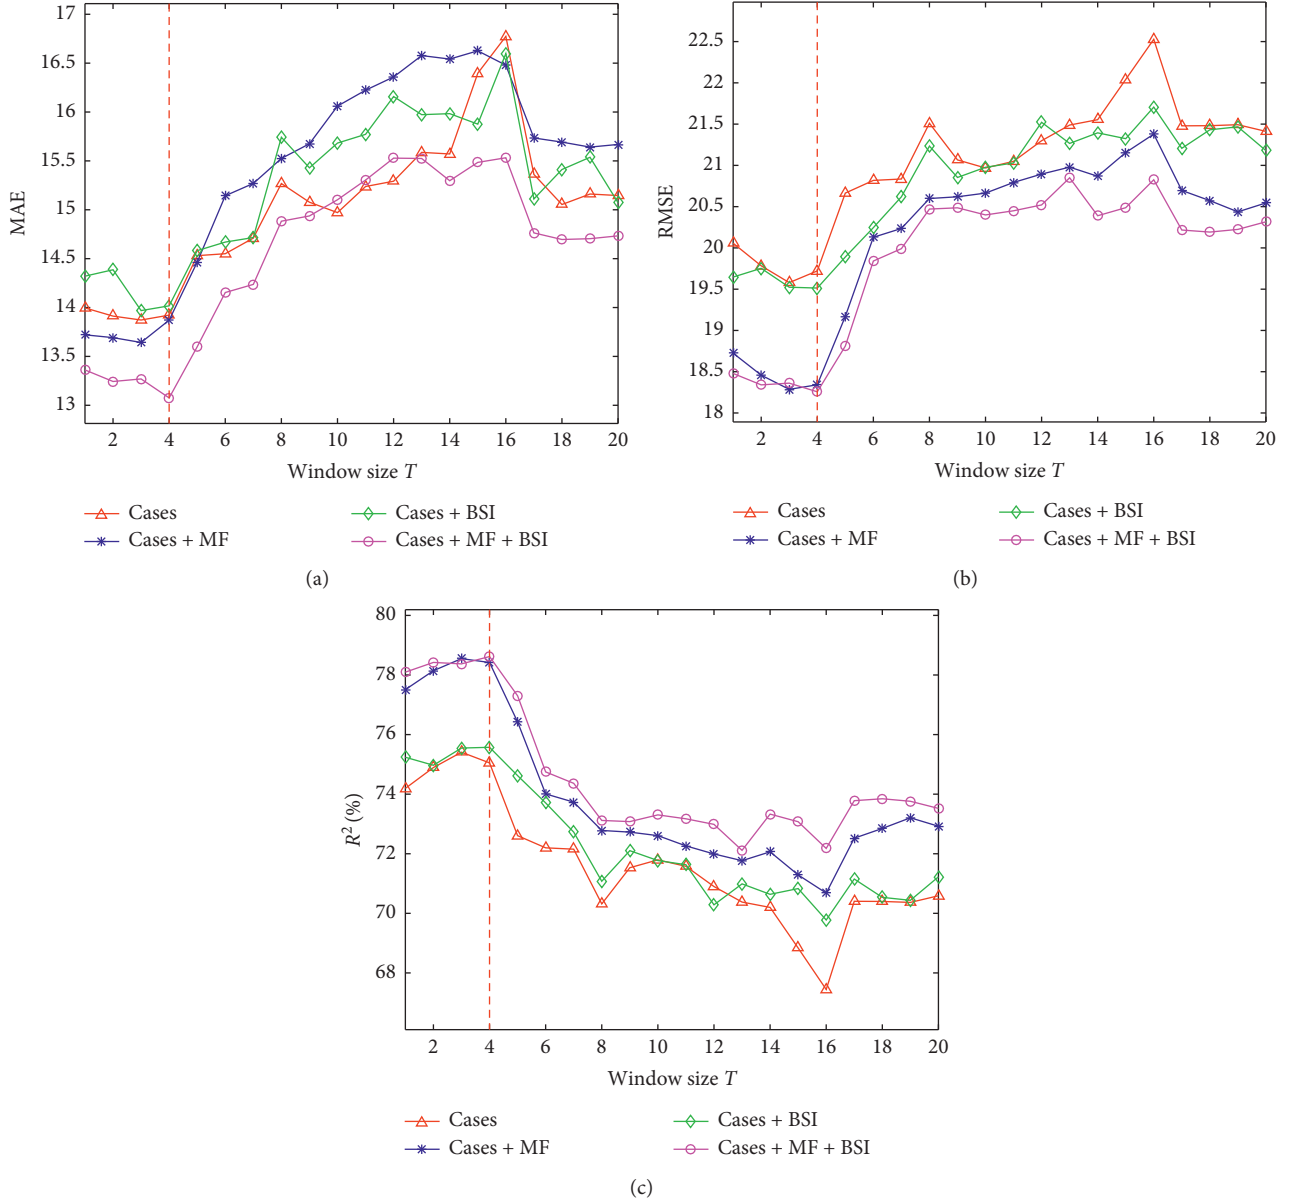 17
16.5
16
15.5
15
14.5
14
13.5
13
MAE
2 4 6 8 10 12 14 16 18 20
Window size T
Cases
Cases + MF
Cases + BSI
Cases + MF + BSI
(a)
22.5
22
21.5
21
20.5
20
19.5
19
18.5
18
RMSE
2 4 6 8 10 12 14 16 18 20
Window size T
Cases
Cases + MF
Cases + BSI
Cases + MF + BSI
(b)
80
78
76
74
72
70
68
R² (%)
2 4 6 8 10 12 14 16 18 20
Window size T
Cases
Cases + MF
Cases + BSI
Cases + MF + BSI
(c)